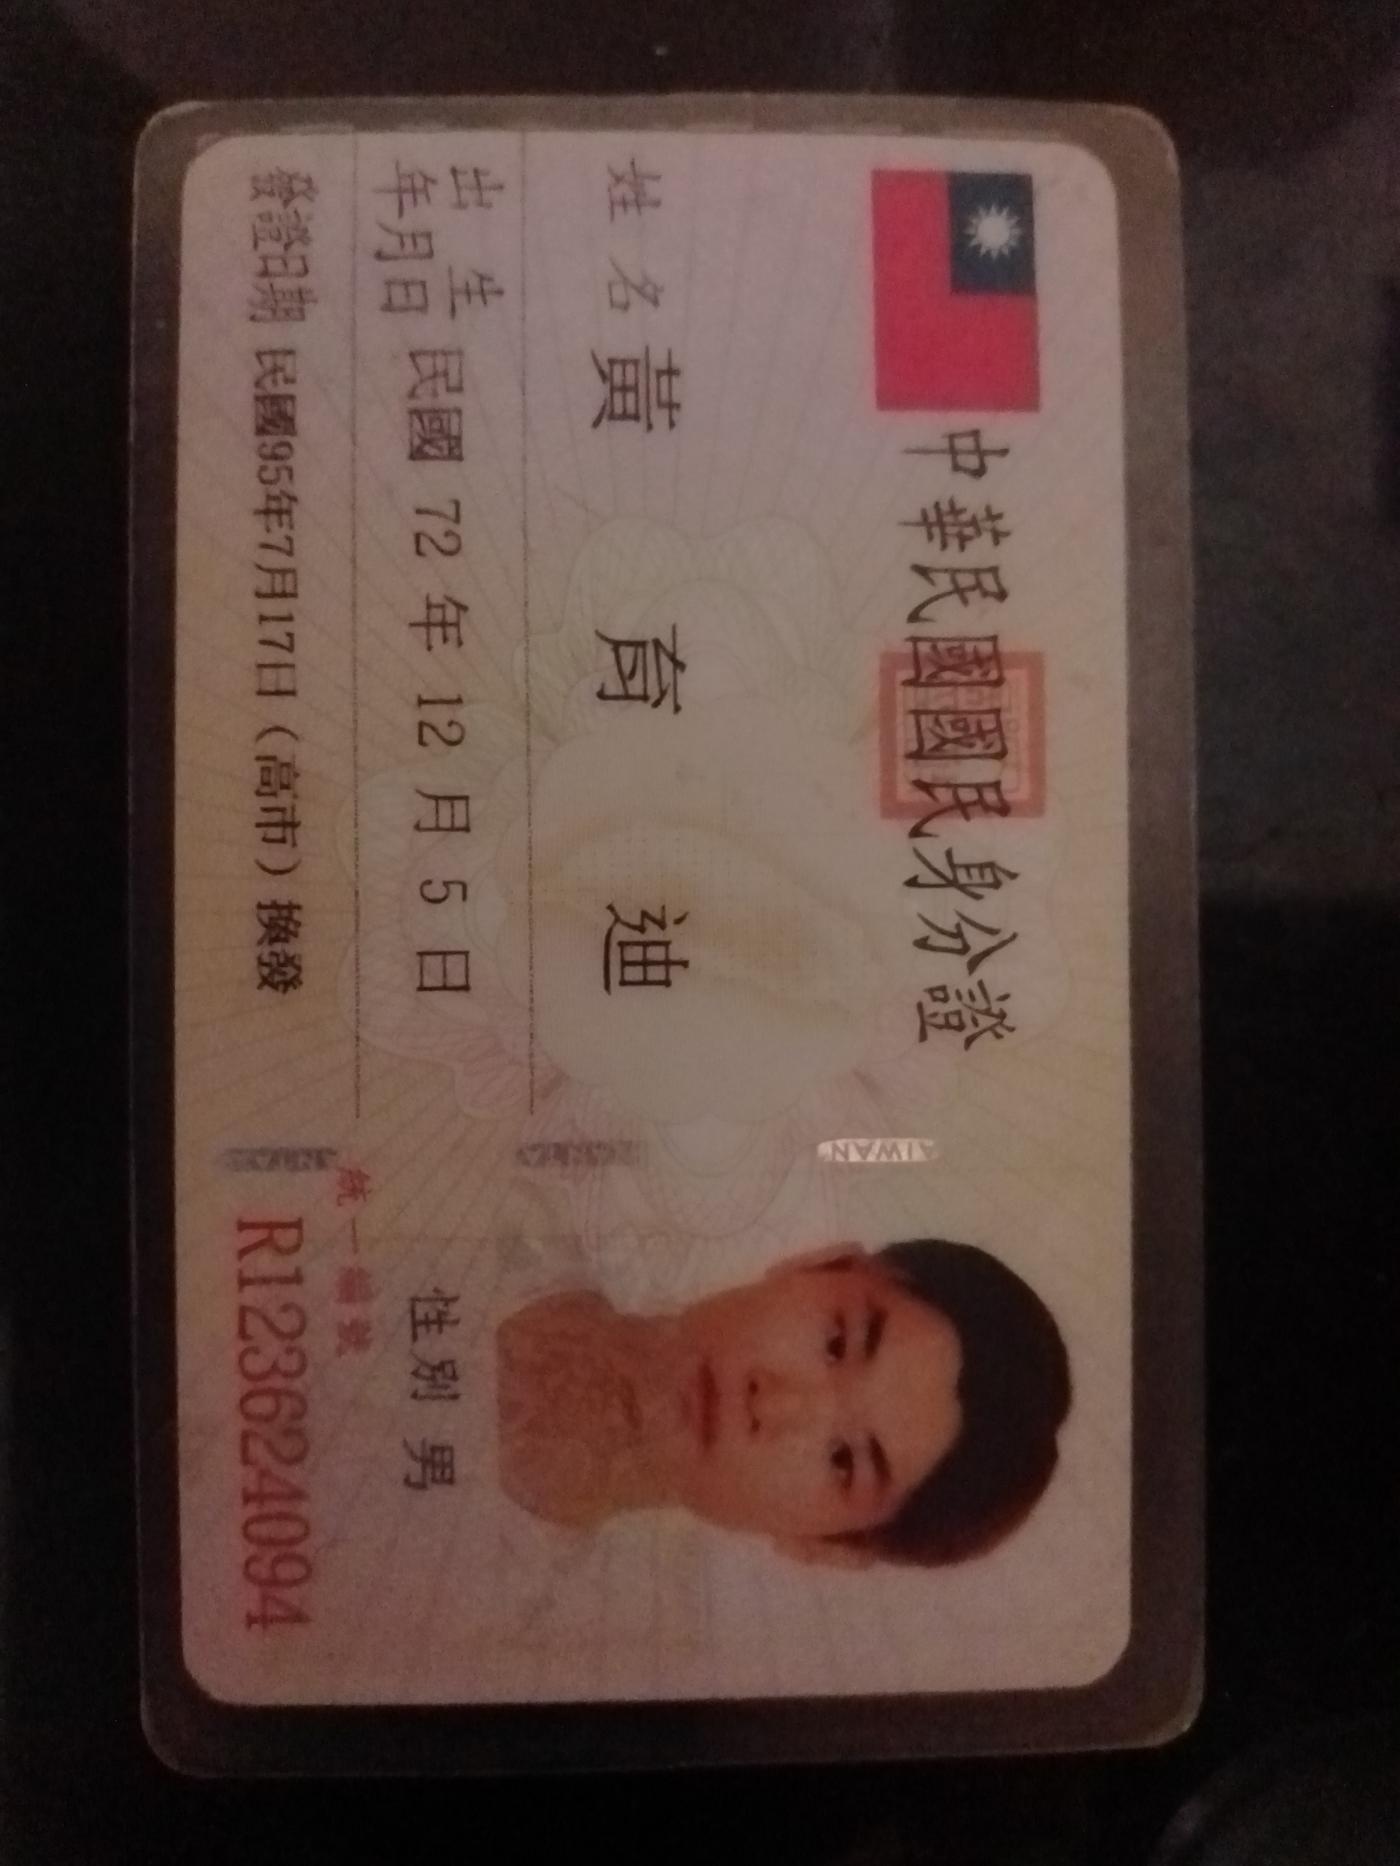 中華民國國民身分證
姓名 黃育迪
出生年月日 民國 72 年 12 月 5 日
性別 男
發證日期 民國95年7月17日（高市）換發
統一編號
R123624094